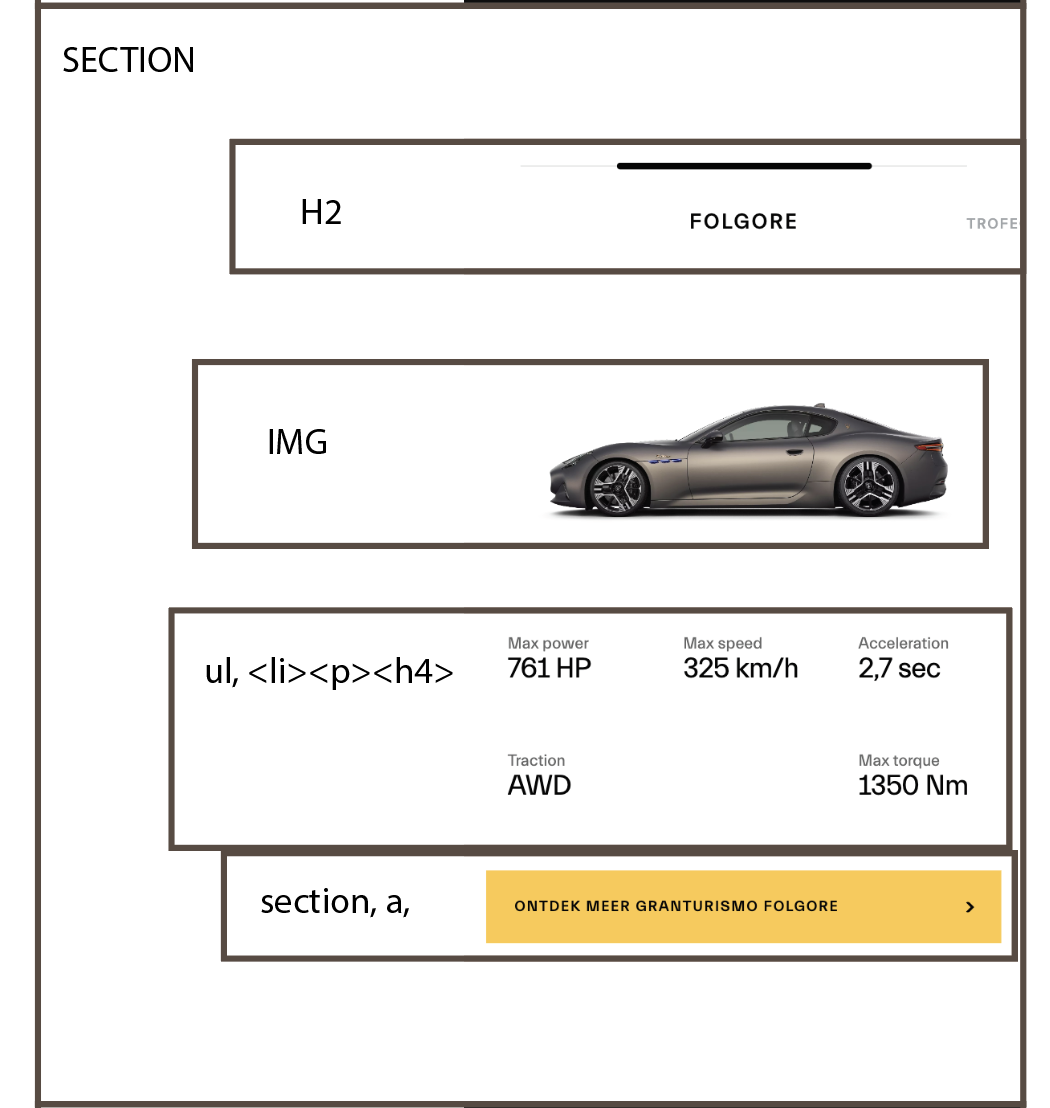 SECTION
H2
FOLGORE
TROFE
IMG
ul, <li><p><h4>
Max power
761 HP
Max speed
325 km/h
Acceleration
2,7 sec
Traction
AWD
Max torque
1350 Nm
section, a,
ONTDEK MEER GRANTURISMO FOLGORE